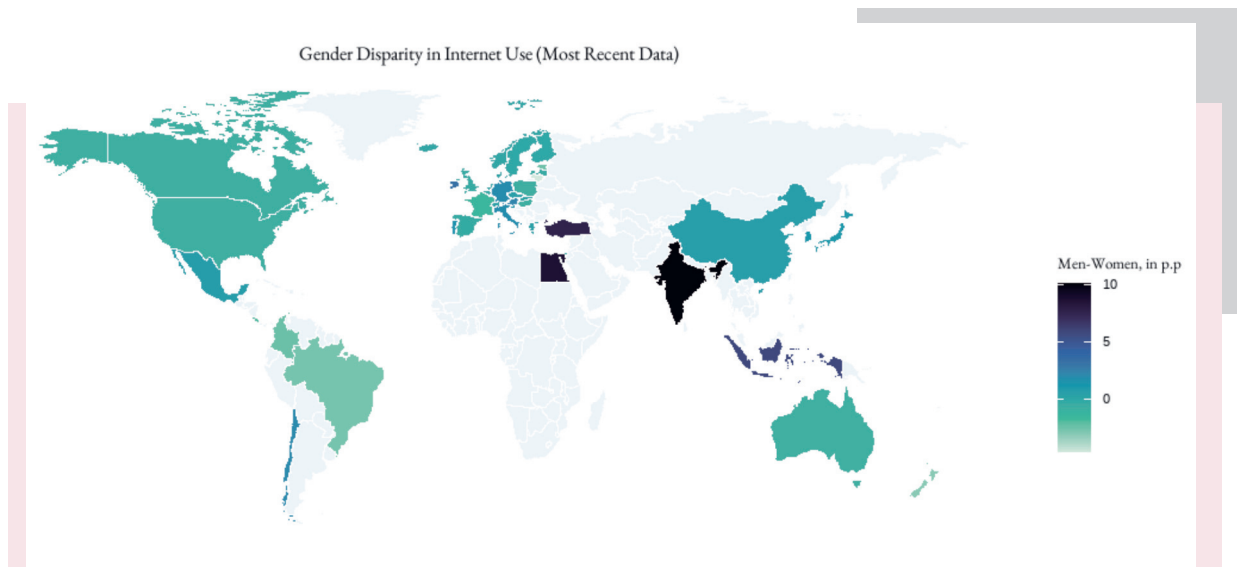 Gender Disparity in Internet Use (Most Recent Data)
Men-Women, in p.p
10
5
0